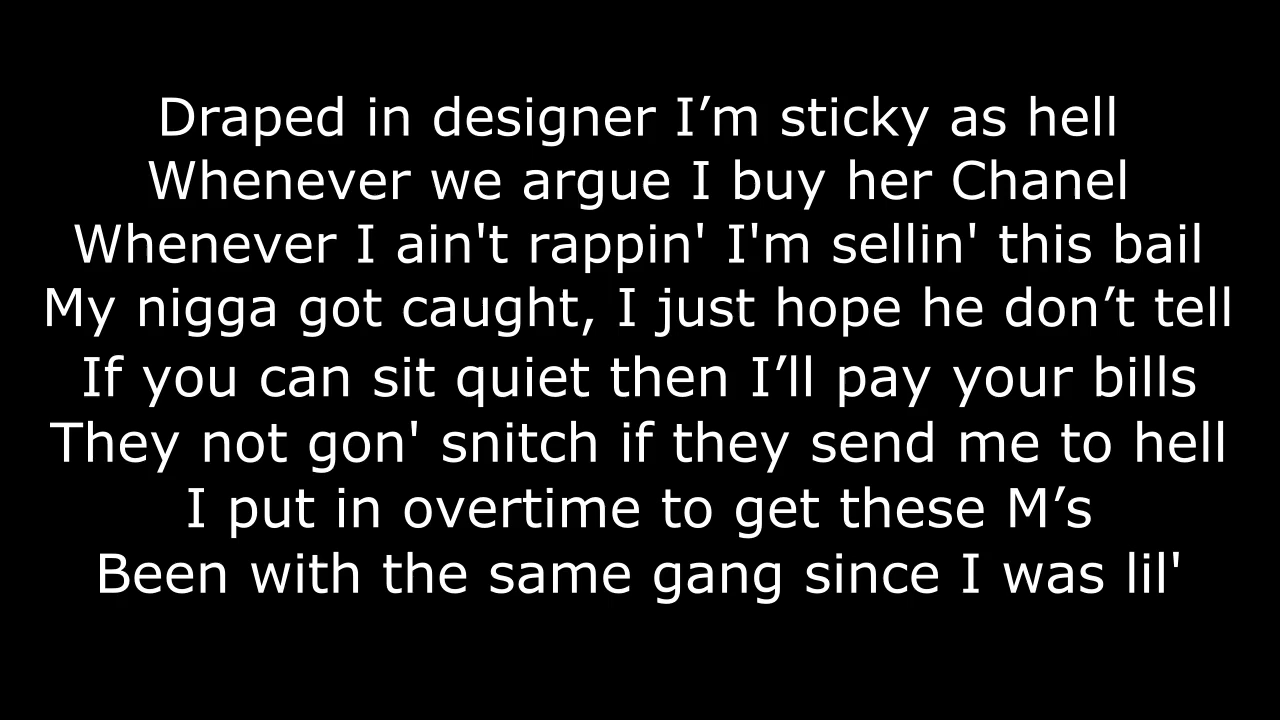 Draped in designer I’m sticky as hell
Whenever we argue I buy her Chanel
Whenever I ain't rappin' I'm sellin' this bail
My nigga got caught, I just hope he don’t tell
If you can sit quiet then I’ll pay your bills
They not gon' snitch if they send me to hell
I put in overtime to get these M’s
Been with the same gang since I was lil'